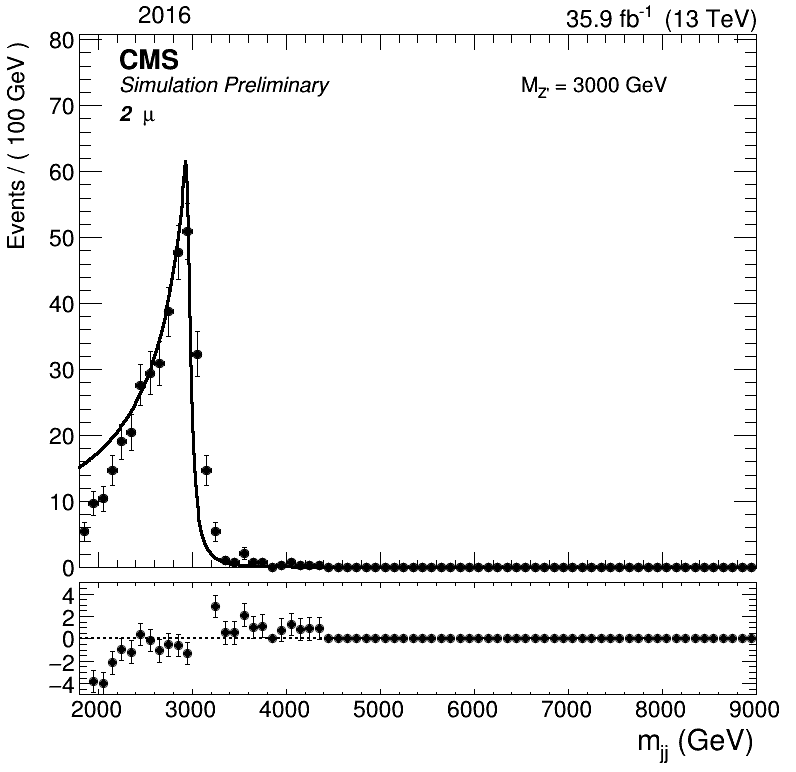 2016 35.9 fb⁻¹ (13 TeV)
CMS
Simulation Preliminary
M_Z' = 3000 GeV
2 μ
Events / ( 100 GeV )
80
70
60
50
40
30
20
10
0
4
2
0
−2
−4
2000 3000 4000 5000 6000 7000 8000 9000
m_jj (GeV)